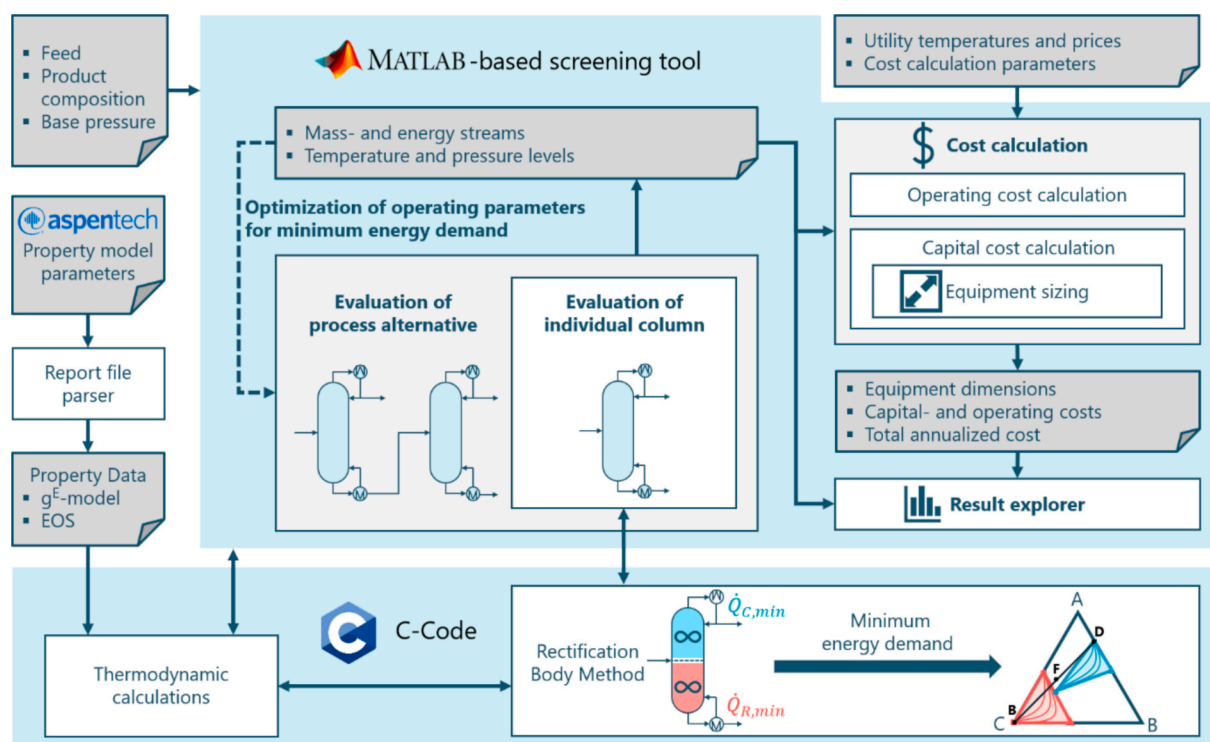 ▪ Feed
▪ Product
composition
▪ Base pressure
aspentech
Property model
parameters
Report file
parser
Property Data
▪ gᴱ-model
▪ EOS
MATLAB-based screening tool
▪ Mass- and energy streams
▪ Temperature and pressure levels
Optimization of operating parameters
for minimum energy demand
Evaluation of
process alternative
W
M
W
M
Evaluation of
individual column
W
M
▪ Utility temperatures and prices
▪ Cost calculation parameters
$ Cost calculation
Operating cost calculation
Capital cost calculation
Equipment sizing
▪ Equipment dimensions
▪ Capital- and operating costs
▪ Total annualized cost
Result explorer
C C-Code
Thermodynamic
calculations
Rectification
Body Method
W
Q̇C,min
∞
∞
Q̇R,min
M
Minimum
energy demand
A
D
F
B
C
B